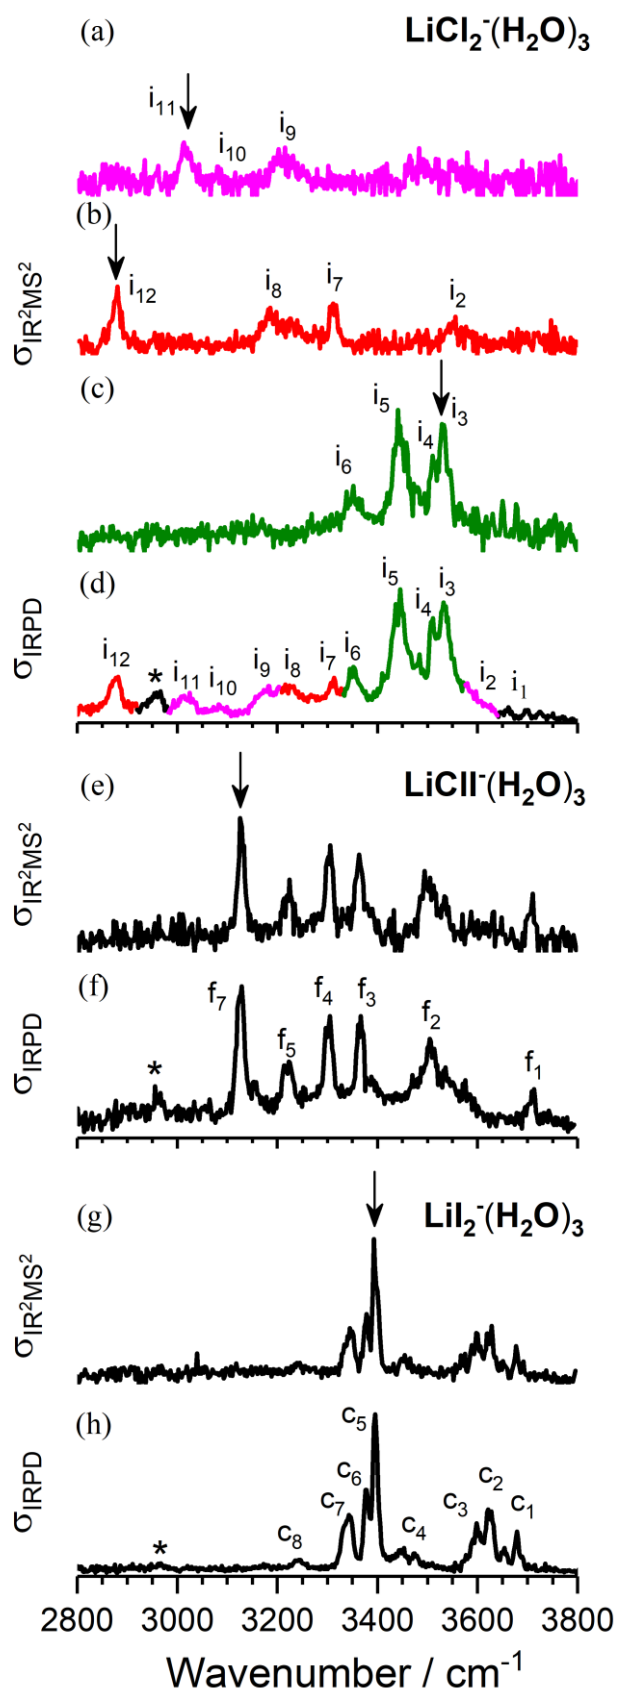 (a) LiCl₂⁻(H₂O)₃
i₁₁ i₁₀ i₉
(b)
σIR²MS²
i₁₂ i₈ i₇ i₂
(c)
i₆ i₅ i₄ i₃
(d)
σIRPD
i₁₂ * i₁₁ i₁₀ i₉ i₈ i₇ i₆ i₅ i₄ i₃ i₂ i₁
(e) LiClI⁻(H₂O)₃
σIR²MS²
(f)
σIRPD
* f₇ f₅ f₄ f₃ f₂ f₁
(g) LiI₂⁻(H₂O)₃
σIR²MS²
(h)
σIRPD
* c₈ c₇ c₆ c₅ c₄ c₃ c₂ c₁
2800 3000 3200 3400 3600 3800
Wavenumber / cm⁻¹